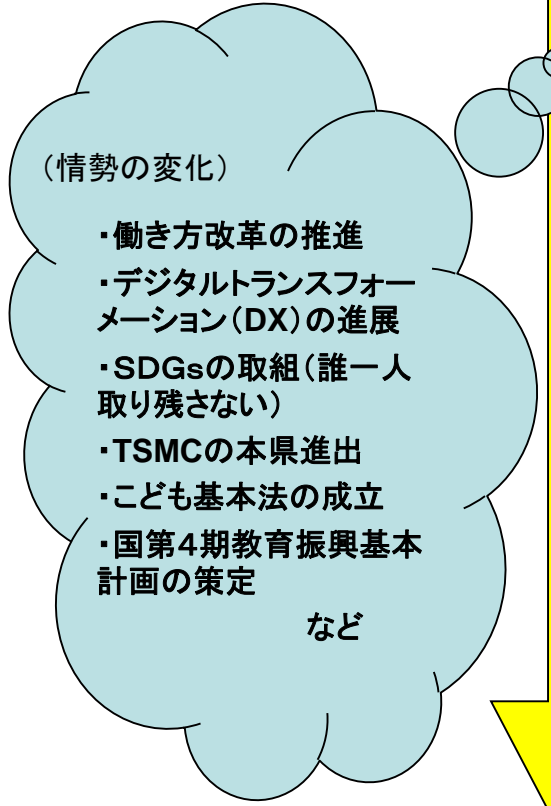 （情勢の変化）
・働き方改革の推進
・デジタルトランスフォー
メーション（DX）の進展
・ＳＤＧｓの取組（誰一人
取り残さない）
・TSMCの本県進出
・こども基本法の成立
・国第４期教育振興基本
計画の策定
など